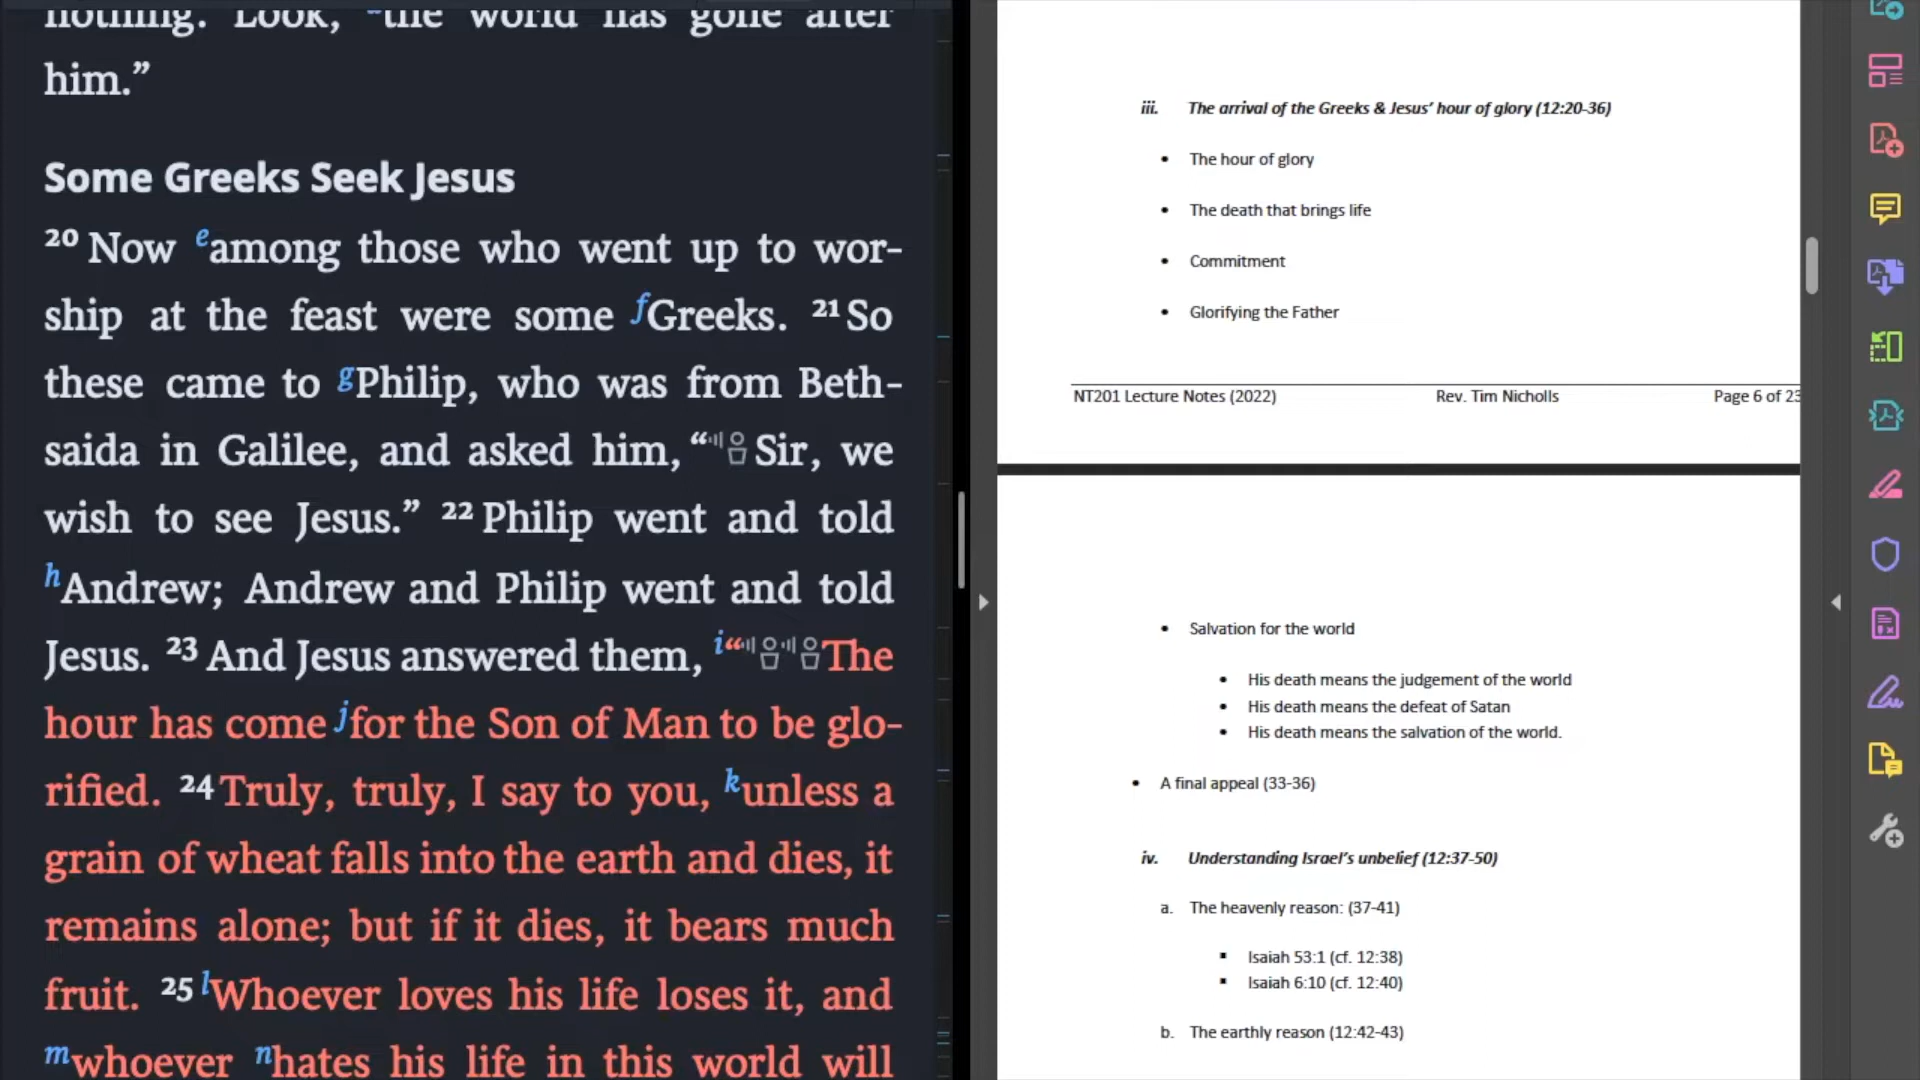 nothing. Look, the world has gone after
him.”
Some Greeks Seek Jesus
20 Now e among those who went up to wor-
ship at the feast were some f Greeks. 21 So
these came to g Philip, who was from Beth-
saida in Galilee, and asked him, “Sir, we
wish to see Jesus.” 22 Philip went and told
h Andrew; Andrew and Philip went and told
Jesus. 23 And Jesus answered them, i “The
hour has come j for the Son of Man to be glo-
rified. 24 Truly, truly, I say to you, k unless a
grain of wheat falls into the earth and dies, it
remains alone; but if it dies, it bears much
fruit. 25 l Whoever loves his life loses it, and
m whoever n hates his life in this world will
iii. The arrival of the Greeks & Jesus’ hour of glory (12:20-36)
• The hour of glory
• The death that brings life
• Commitment
• Glorifying the Father
NT201 Lecture Notes (2022) Rev. Tim Nicholls Page 6 of 23
• Salvation for the world
• His death means the judgement of the world
• His death means the defeat of Satan
• His death means the salvation of the world.
• A final appeal (33-36)
iv. Understanding Israel’s unbelief (12:37-50)
a. The heavenly reason: (37-41)
▪ Isaiah 53:1 (cf. 12:38)
▪ Isaiah 6:10 (cf. 12:40)
b. The earthly reason (12:42-43)